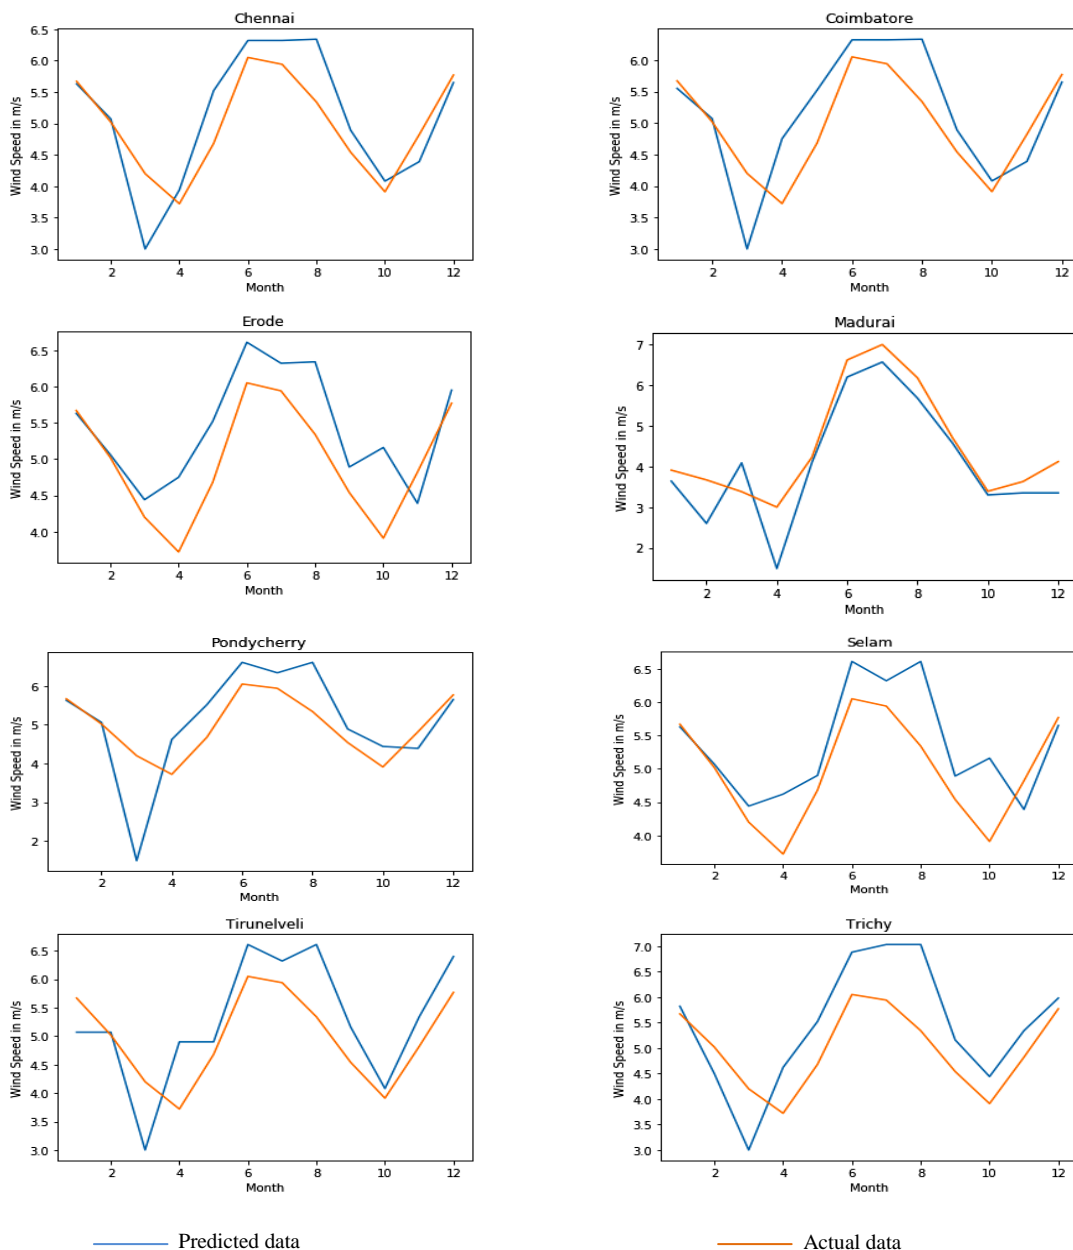 Chennai
Wind Speed in m/s
6.5
6.0
5.5
5.0
4.5
4.0
3.5
3.0
2 4 6 8 10 12
Month
Coimbatore
Wind Speed in m/s
6.0
5.5
5.0
4.5
4.0
3.5
3.0
2 4 6 8 10 12
Month
Erode
Wind Speed in m/s
6.5
6.0
5.5
5.0
4.5
4.0
2 4 6 8 10 12
Month
Madurai
Wind Speed in m/s
7
6
5
4
3
2
2 4 6 8 10 12
Month
Pondycherry
Wind Speed in m/s
6
5
4
3
2
2 4 6 8 10 12
Month
Selam
Wind Speed in m/s
6.5
6.0
5.5
5.0
4.5
4.0
2 4 6 8 10 12
Month
Tirunelveli
Wind Speed in m/s
6.5
6.0
5.5
5.0
4.5
4.0
3.5
3.0
2 4 6 8 10 12
Month
Trichy
Wind Speed in m/s
7.0
6.5
6.0
5.5
5.0
4.5
4.0
3.5
3.0
2 4 6 8 10 12
Month
Predicted data
Actual data